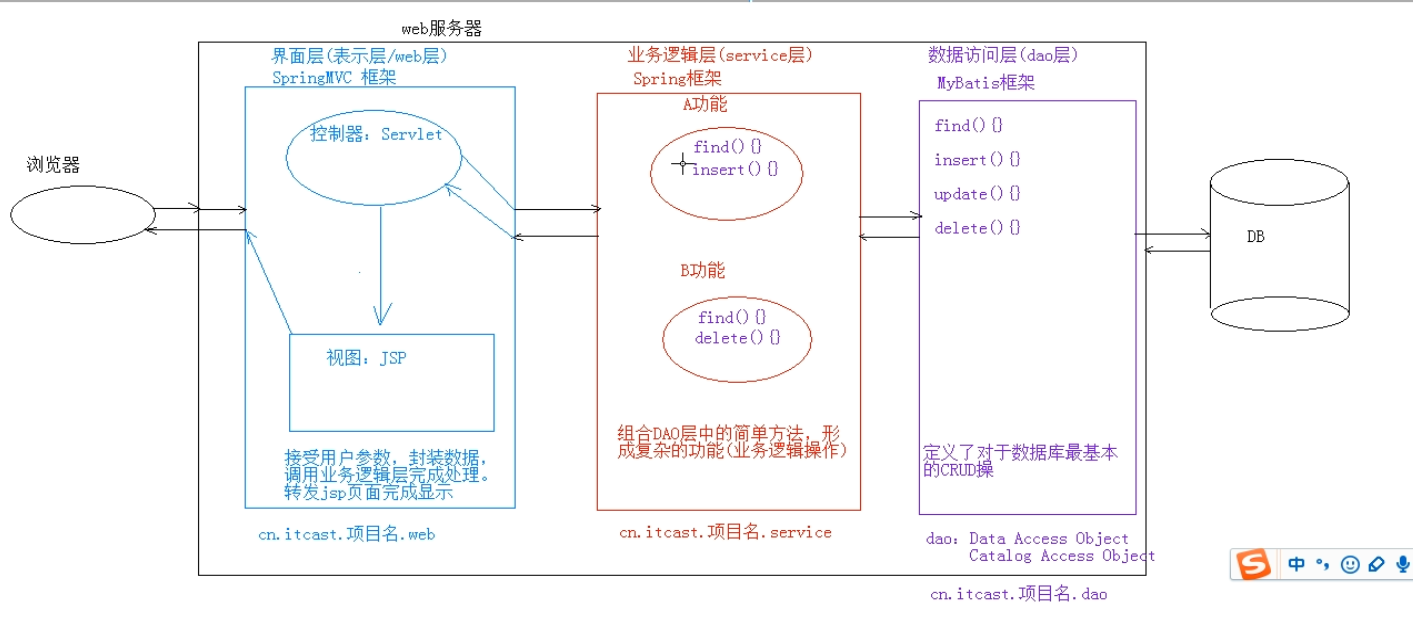 web服务器
界面层(表示层/web层)
SpringMVC 框架
控制器: Servlet
视图: JSP
接受用户参数, 封装数据,
调用业务逻辑层完成处理。
转发jsp页面完成显示
cn.itcast.项目名.web
浏览器
业务逻辑层(service层)
Spring框架
A功能
find(){}
insert(){}
B功能
find(){}
delete(){}
组合DAO层中的简单方法, 形
成复杂的功能(业务逻辑操作)
cn.itcast.项目名.service
数据访问层(dao层)
MyBatis框架
find(){}
insert(){}
update(){}
delete(){}
定义了对于数据库最基本
的CRUD操
dao: Data Access Object
Catalog Access Object
cn.itcast.项目名.dao
DB
S 中